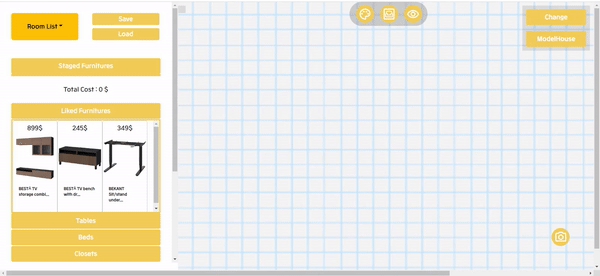 Room List
Save
Load
Staged Furnitures
Total Cost : 0 $
Liked Furnitures
899$ 245$ 349$
BESTÅ TV storage combi... BESTÅ TV bench with dr... BEKANT Sit/stand under...
Tables
Beds
Closets
Change
ModelHouse